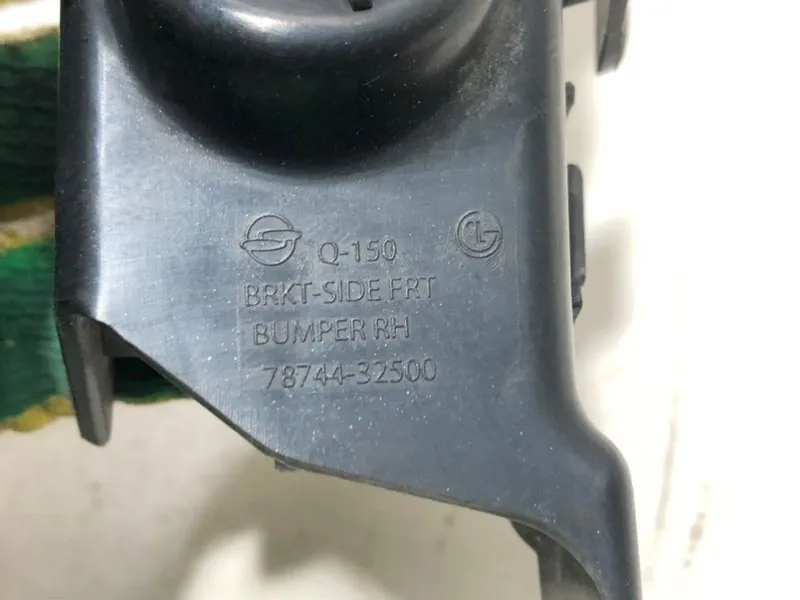 Q-150
BRKT-SIDE FRT
BUMPER RH
78744-32500